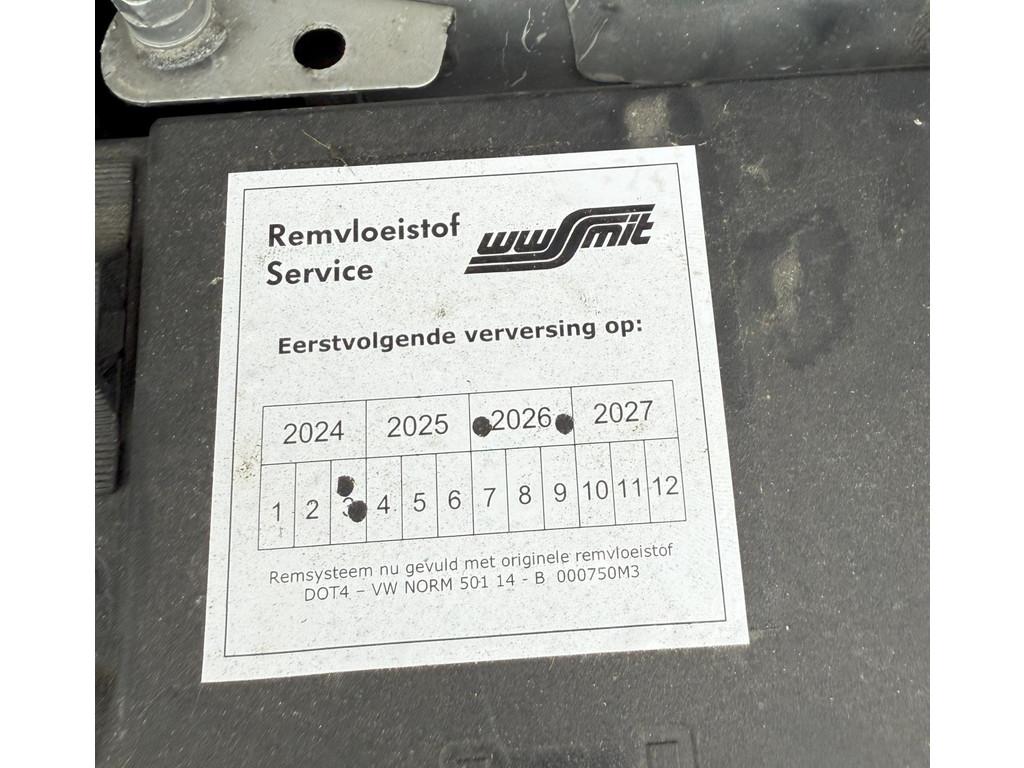 Remvloeistof
Service
wwsmit
Eerstvolgende verversing op:
2024 2025 2026 2027
1 2 3 4 5 6 7 8 9 10 11 12
Remsysteem nu gevuld met originele remvloeistof
DOT4 – VW NORM 501 14 - B 000750M3